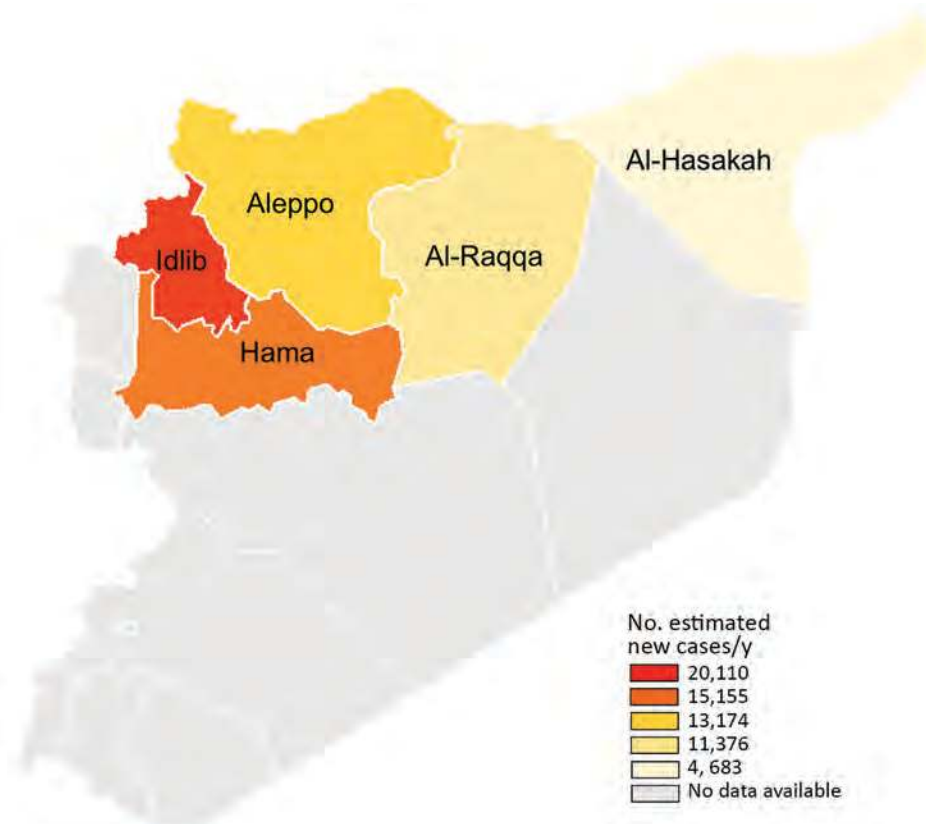 Al-Hasakah
Aleppo
Al-Raqqa
Idlib
Hama
No. estimated
new cases/y
20,110
15,155
13,174
11,376
4, 683
No data available